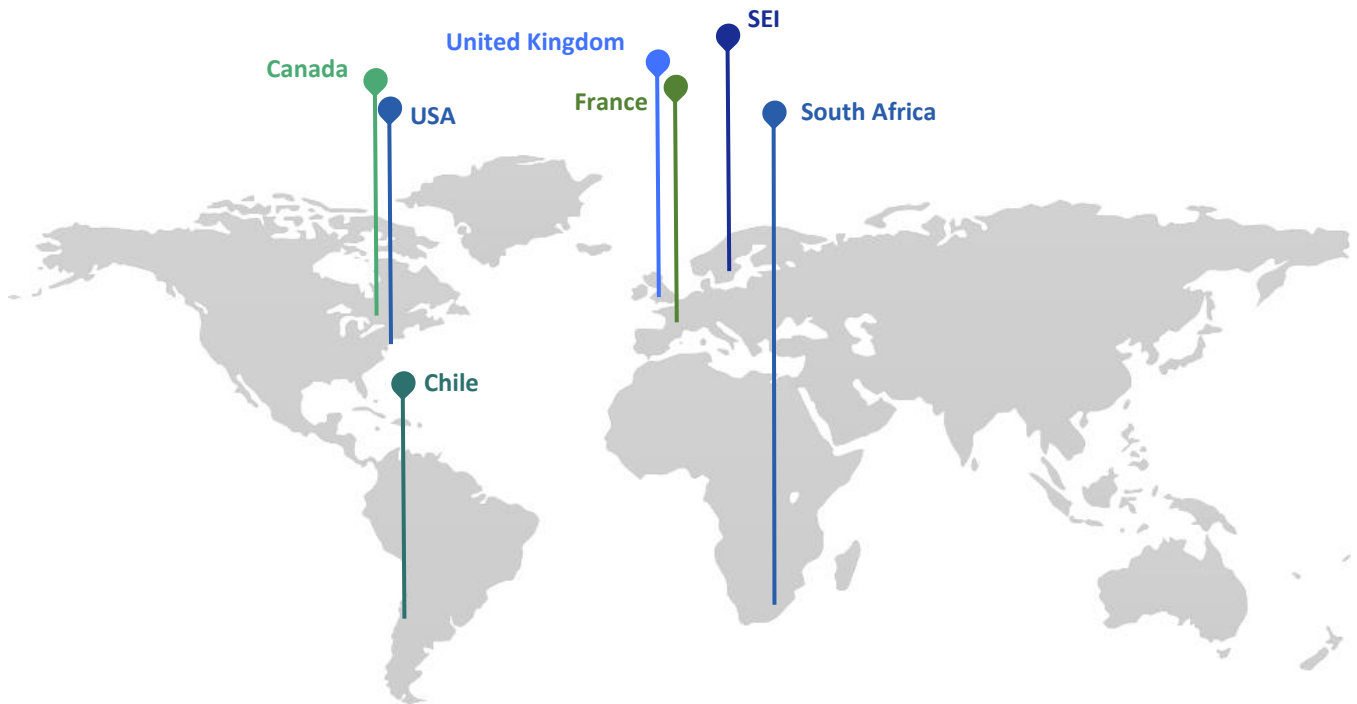 SEI
United Kingdom
Canada
France
USA
South Africa
Chile